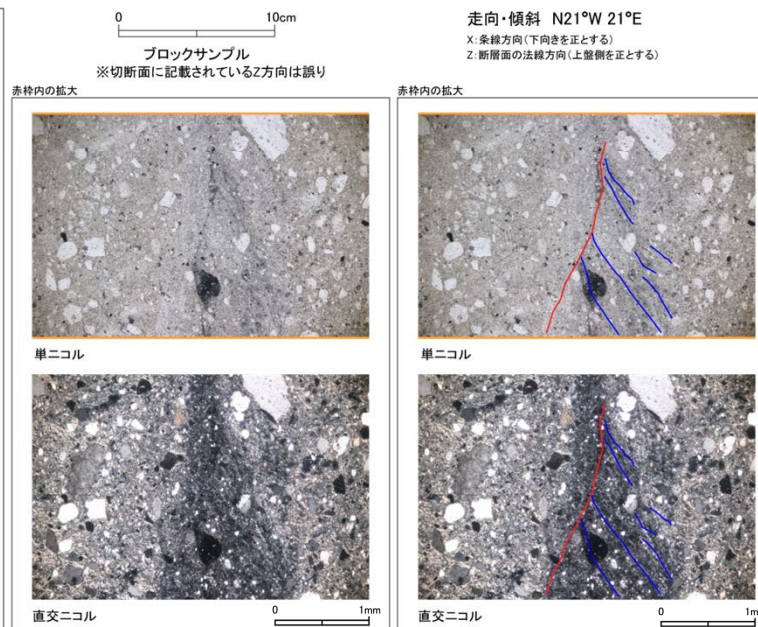 0 10cm
ブロックサンプル
※切断面に記載されているZ方向は誤り
走向・傾斜 N21°W 21°E
X:条線方向(下向きを正とする)
Z:断層面の法線方向(上盤側を正とする)
赤枠内の拡大
赤枠内の拡大
単ニコル
単ニコル
直交ニコル
0 1mm
直交ニコル
0 1m